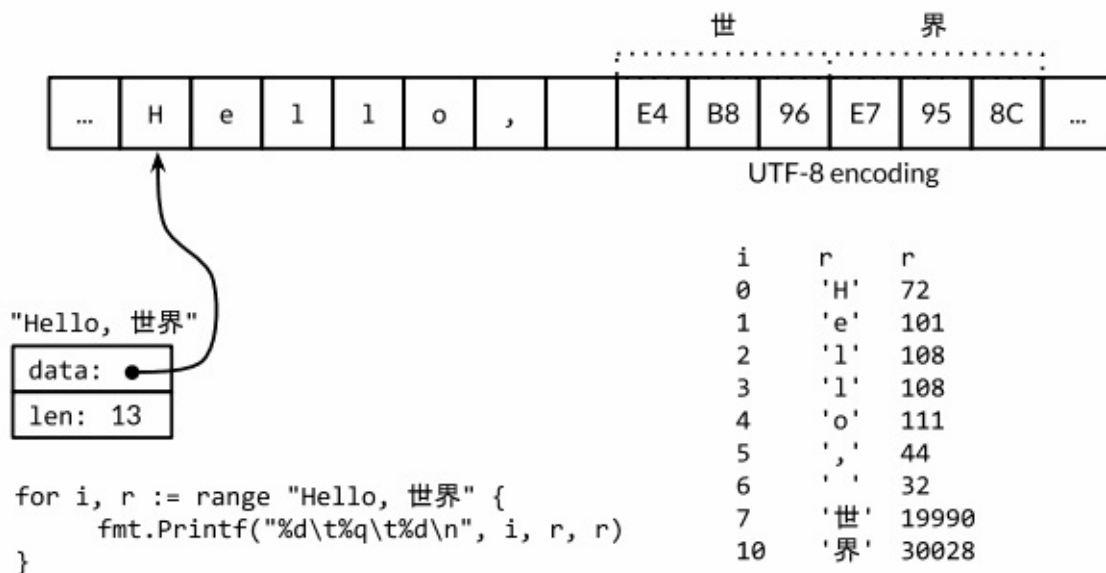 世 界
… H e l l o , E4 B8 96 E7 95 8C …
UTF-8 encoding
"Hello, 世界"
data:
len: 13
for i, r := range "Hello, 世界" {
fmt.Printf("%d\t%q\t%d\n", i, r, r)
}
i r r
0 'H' 72
1 'e' 101
2 'l' 108
3 'l' 108
4 'o' 111
5 ',' 44
6 ' ' 32
7 '世' 19990
10 '界' 30028